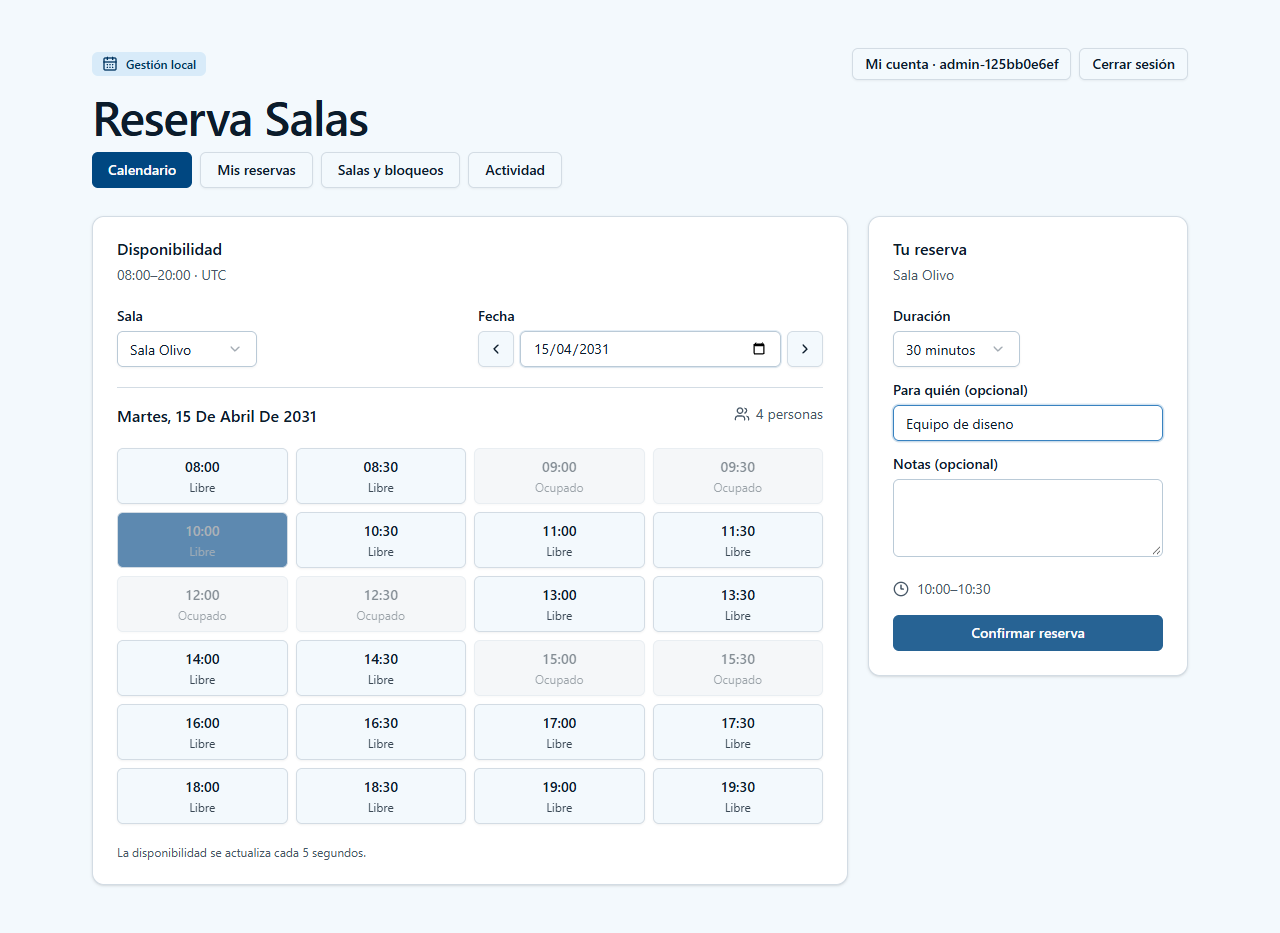 Gestión local
Mi cuenta · admin-125bb0e6ef
Cerrar sesión
Reserva Salas
Calendario
Mis reservas
Salas y bloqueos
Actividad
Disponibilidad
08:00–20:00 · UTC
Sala
Fecha
Sala Olivo
15/04/2031
Martes, 15 De Abril De 2031
4 personas
08:00 08:30 09:00 09:30
Libre Libre Ocupado Ocupado
10:00 10:30 11:00 11:30
Libre Libre Libre Libre
12:00 12:30 13:00 13:30
Ocupado Ocupado Libre Libre
14:00 14:30 15:00 15:30
Libre Libre Ocupado Ocupado
16:00 16:30 17:00 17:30
Libre Libre Libre Libre
18:00 18:30 19:00 19:30
Libre Libre Libre Libre
La disponibilidad se actualiza cada 5 segundos.
Tu reserva
Sala Olivo
Duración
30 minutos
Para quién (opcional)
Equipo de diseno
Notas (opcional)
10:00–10:30
Confirmar reserva